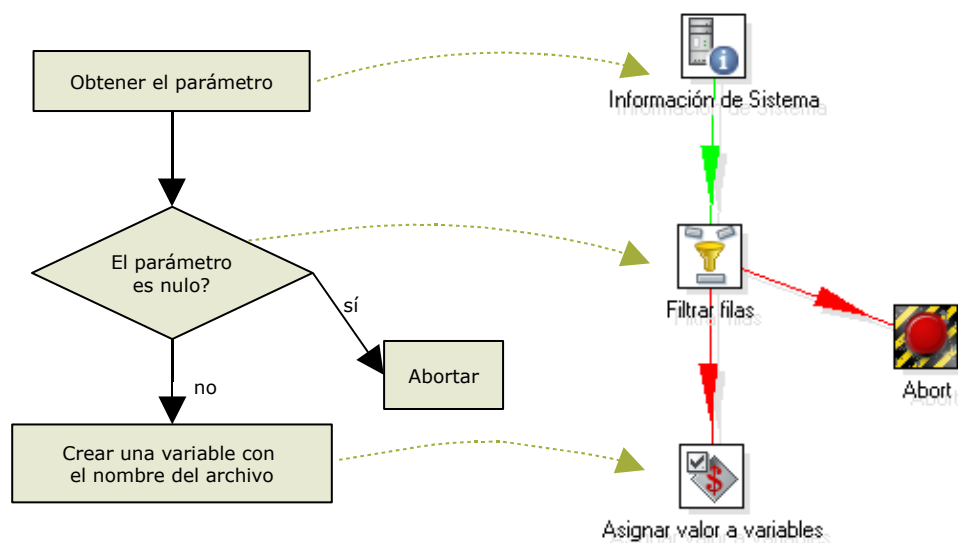 Obtener el parámetro
El parámetro
es nulo?
sí
Abortar
no
Crear una variable con
el nombre del archivo
Información de Sistema
Filtrar filas
Abort
Asignar valor a variables